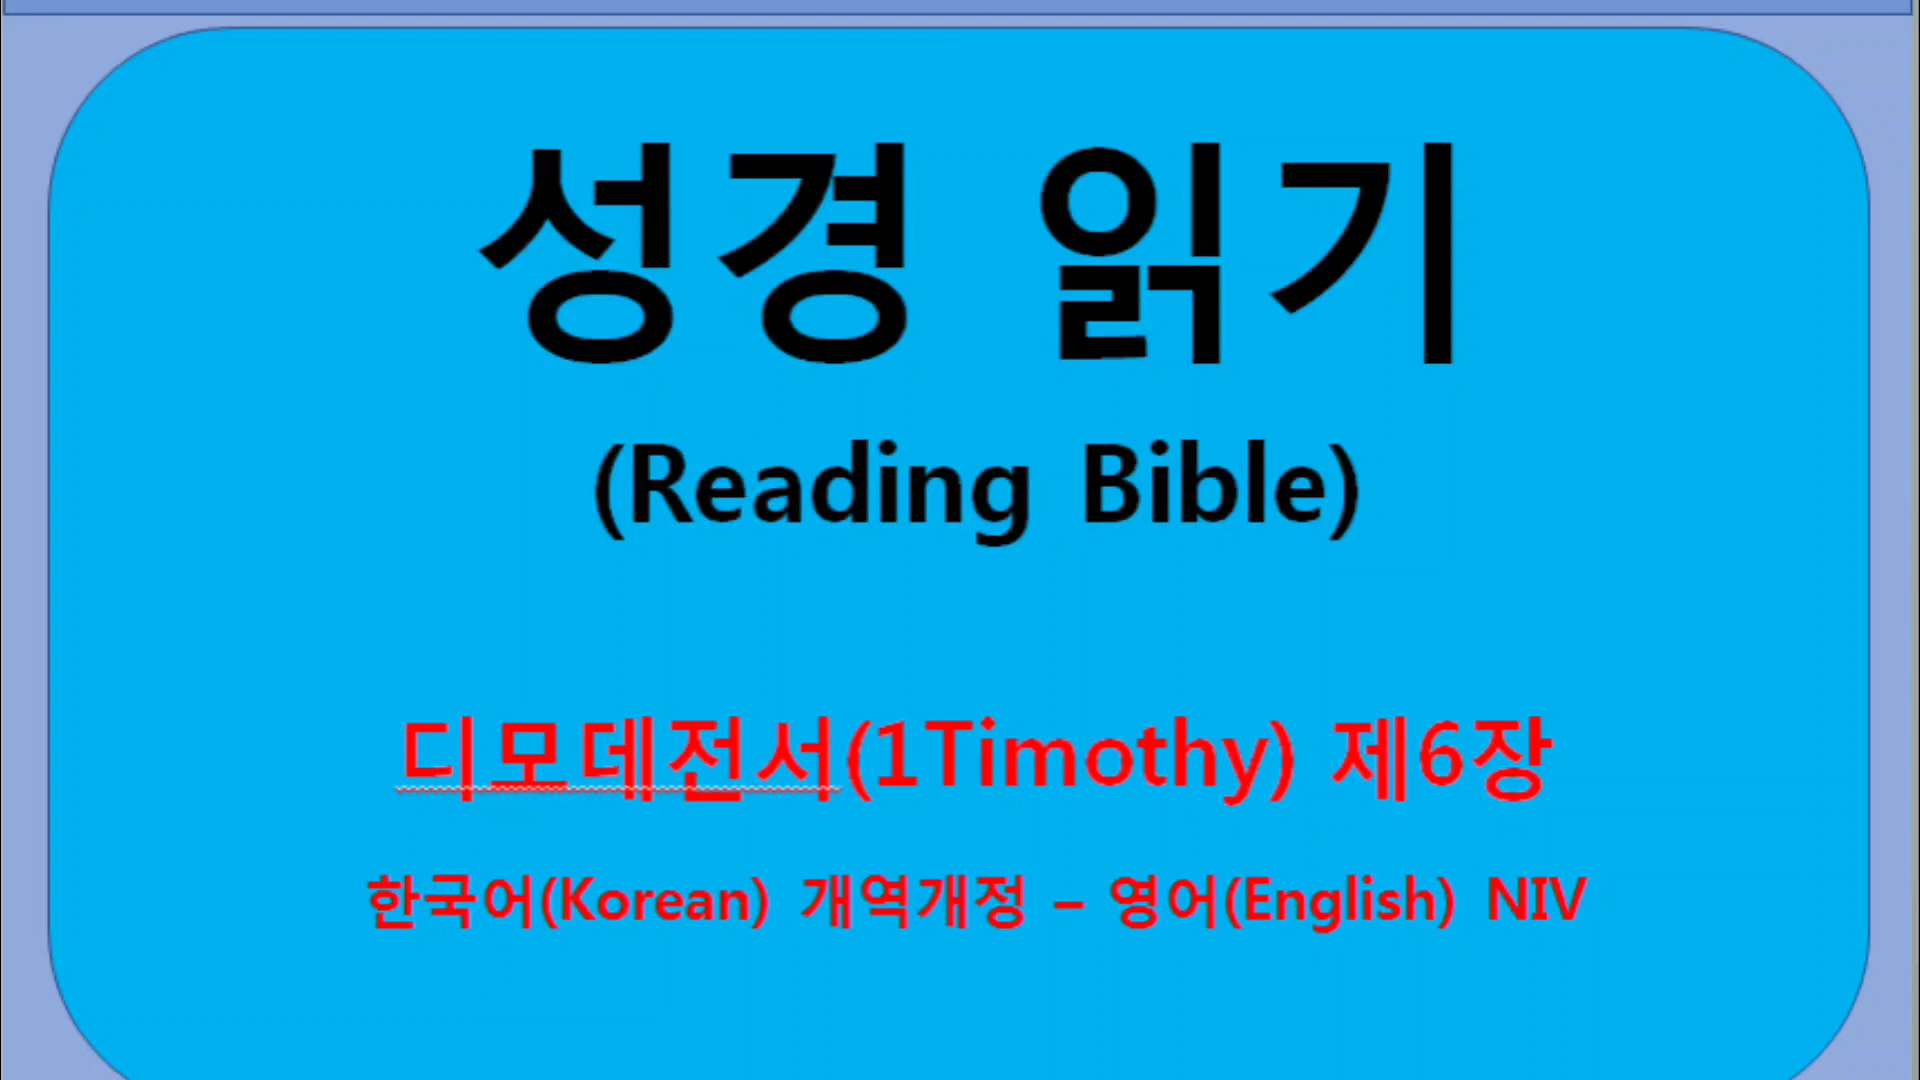 성경 읽기
(Reading Bible)
디모데전서(1Timothy) 제6장
한국어(Korean) 개역개정 – 영어(English) NIV